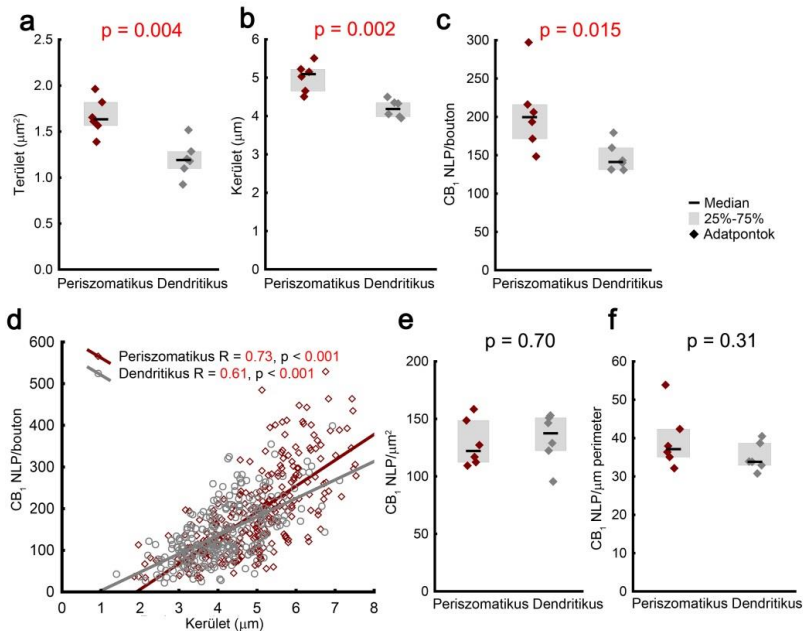 a
p = 0.004
2.5
2.0
1.5
1.0
0.5
0.0
Terület (μm²)
Periszomatikus Dendritikus
b
p = 0.002
6
5
4
3
2
1
0
Kerület (μm)
Periszomatikus Dendritikus
c
p = 0.015
300
250
200
150
100
50
0
CB₁ NLP/bouton
Periszomatikus Dendritikus
Median
25%-75%
Adatpontok
d
600
500
400
300
200
100
0
CB₁ NLP/bouton
Periszomatikus R = 0.73, p < 0.001
Dendritikus R = 0.61, p < 0.001
0 1 2 3 4 5 6 7 8
Kerület (μm)
e
p = 0.70
200
150
100
50
0
CB₁ NLP/μm²
Periszomatikus Dendritikus
f
p = 0.31
60
50
40
30
20
10
0
CB₁ NLP/μm perimeter
Periszomatikus Dendritikus